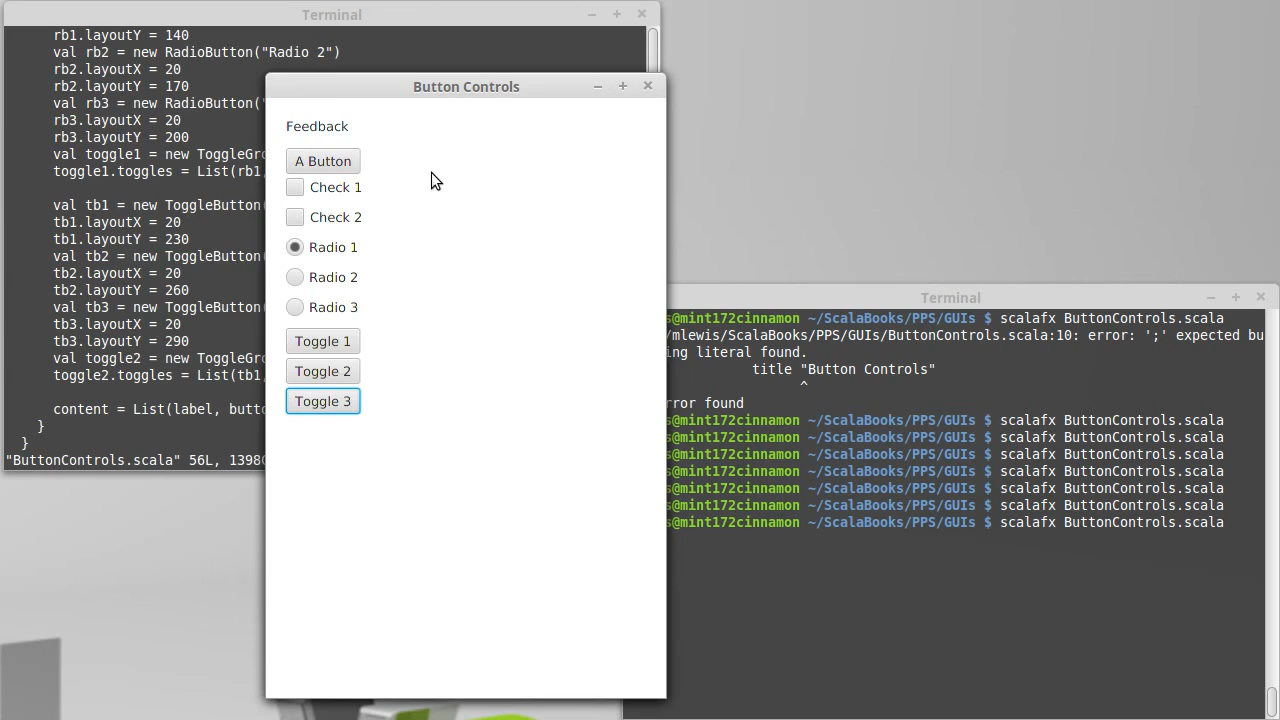 Terminal
rb1.layoutY = 140
val rb2 = new RadioButton("Radio 2")
rb2.layoutX = 20
rb2.layoutY = 170
val rb3 = new RadioButton("
rb3.layoutX = 20
rb3.layoutY = 200
val toggle1 = new ToggleGro
toggle1.toggles = List(rb1,
val tb1 = new ToggleButton(
tb1.layoutX = 20
tb1.layoutY = 230
val tb2 = new ToggleButton(
tb2.layoutX = 20
tb2.layoutY = 260
val tb3 = new ToggleButton(
tb3.layoutX = 20
tb3.layoutY = 290
val toggle2 = new ToggleGro
toggle2.toggles = List(tb1,
content = List(label, butto
}
}
"ButtonControls.scala" 56L, 1398C
Button Controls
Feedback
A Button
Check 1
Check 2
Radio 1
Radio 2
Radio 3
Toggle 1
Toggle 2
Toggle 3
Terminal
s@mint172cinnamon ~/ScalaBooks/PPS/GUIs $ scalafx ButtonControls.scala
/mlewis/ScalaBooks/PPS/GUIs/ButtonControls.scala:10: error: ';' expected bu
ing literal found.
title "Button Controls"
^
rror found
s@mint172cinnamon ~/ScalaBooks/PPS/GUIs $ scalafx ButtonControls.scala
s@mint172cinnamon ~/ScalaBooks/PPS/GUIs $ scalafx ButtonControls.scala
s@mint172cinnamon ~/ScalaBooks/PPS/GUIs $ scalafx ButtonControls.scala
s@mint172cinnamon ~/ScalaBooks/PPS/GUIs $ scalafx ButtonControls.scala
s@mint172cinnamon ~/ScalaBooks/PPS/GUIs $ scalafx ButtonControls.scala
s@mint172cinnamon ~/ScalaBooks/PPS/GUIs $ scalafx ButtonControls.scala
s@mint172cinnamon ~/ScalaBooks/PPS/GUIs $ scalafx ButtonControls.scala